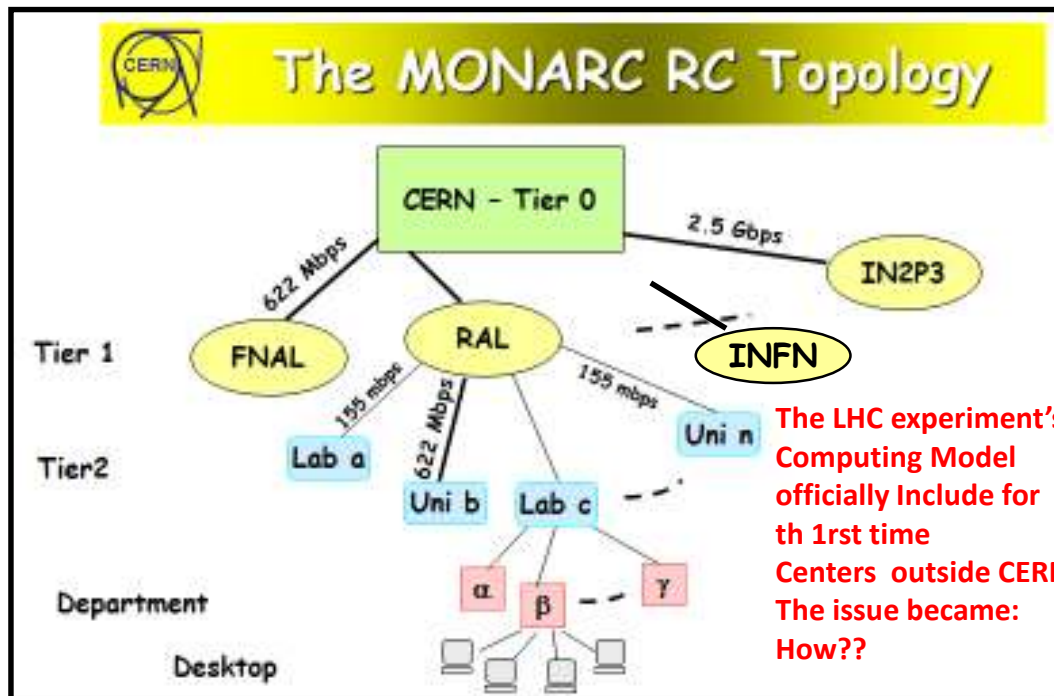 CERN
The MONARC RC Topology
CERN – Tier 0
622 Mbps
2.5 Gbps
IN2P3
Tier 1
FNAL
RAL
INFN
155 mbps
622 Mbps
155 mbps
Tier2
Lab a
Uni b
Lab c
Uni n
The LHC experiment's
Computing Model
officially Include for
th 1rst time
Centers outside CER
The issue became:
How??
Department
α
β
γ
Desktop